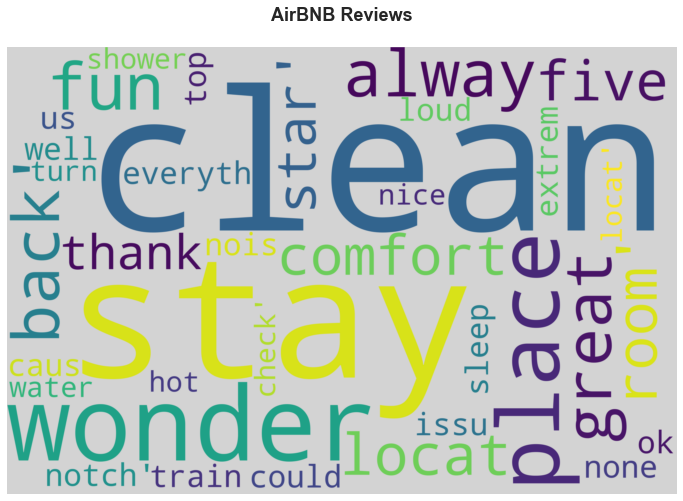 AirBNB Reviews
shower
top
fun
alway
five
us
loud
star'
clean
well
turn
everyth
nice
extrem
locat'
back'
thank
nois
comfort
place
great
room'
stay
check'
sleep
caus
water
hot
wonder
issu
locat
ok
none
notch'
train
could